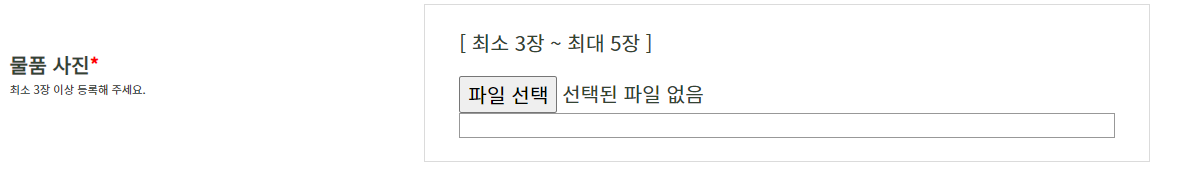 물품 사진*
최소 3장 이상 등록해 주세요.
[ 최소 3장 ~ 최대 5장 ]
파일 선택 선택된 파일 없음